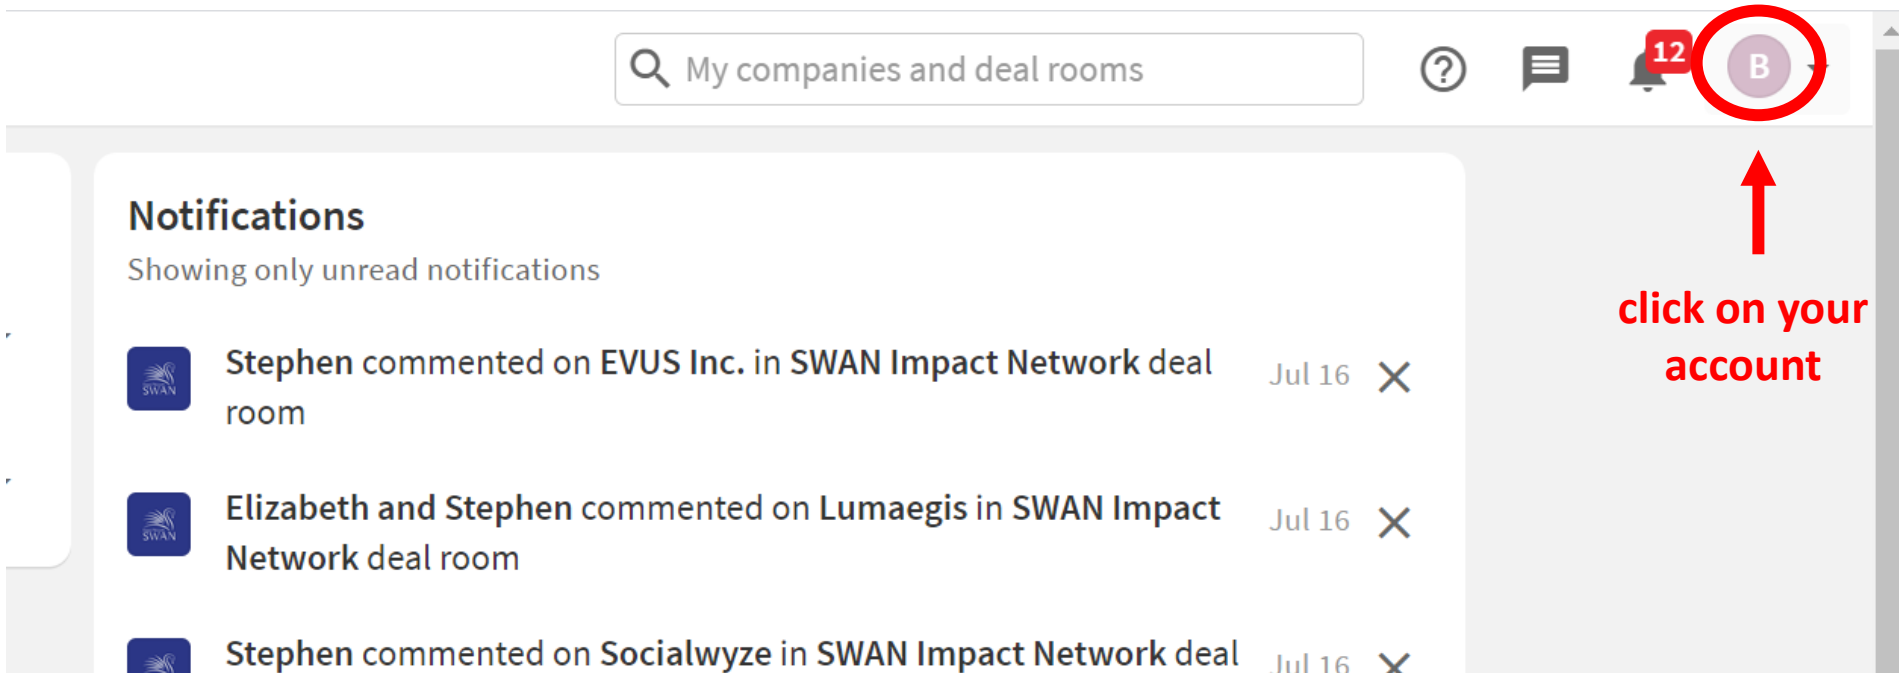 My companies and deal rooms
12
B
Notifications
Showing only unread notifications
click on your
account
SWAN
Stephen commented on EVUS Inc. in SWAN Impact Network deal
room
Jul 16
SWAN
Elizabeth and Stephen commented on Lumaegis in SWAN Impact
Network deal room
Jul 16
Stephen commented on Socialwyze in SWAN Impact Network deal
Jul 16